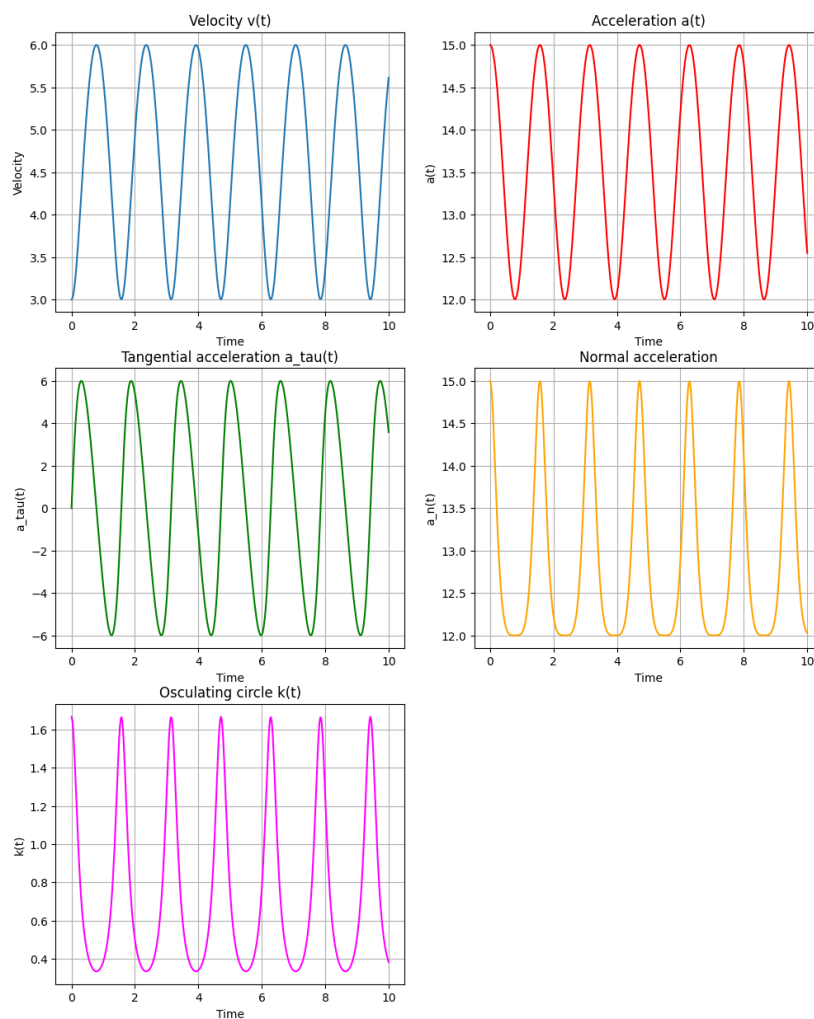 Velocity v(t)
6.0
5.5
5.0
4.5
4.0
3.5
3.0
Velocity
0 2 4 6 8 10
Time
Acceleration a(t)
15.0
14.5
14.0
13.5
13.0
12.5
12.0
a(t)
0 2 4 6 8 10
Time
Tangential acceleration a_tau(t)
6
4
2
0
−2
−4
−6
a_tau(t)
0 2 4 6 8 10
Time
Normal acceleration
15.0
14.5
14.0
13.5
13.0
12.5
12.0
a_n(t)
0 2 4 6 8 10
Time
Osculating circle k(t)
1.6
1.4
1.2
1.0
0.8
0.6
0.4
k(t)
0 2 4 6 8 10
Time